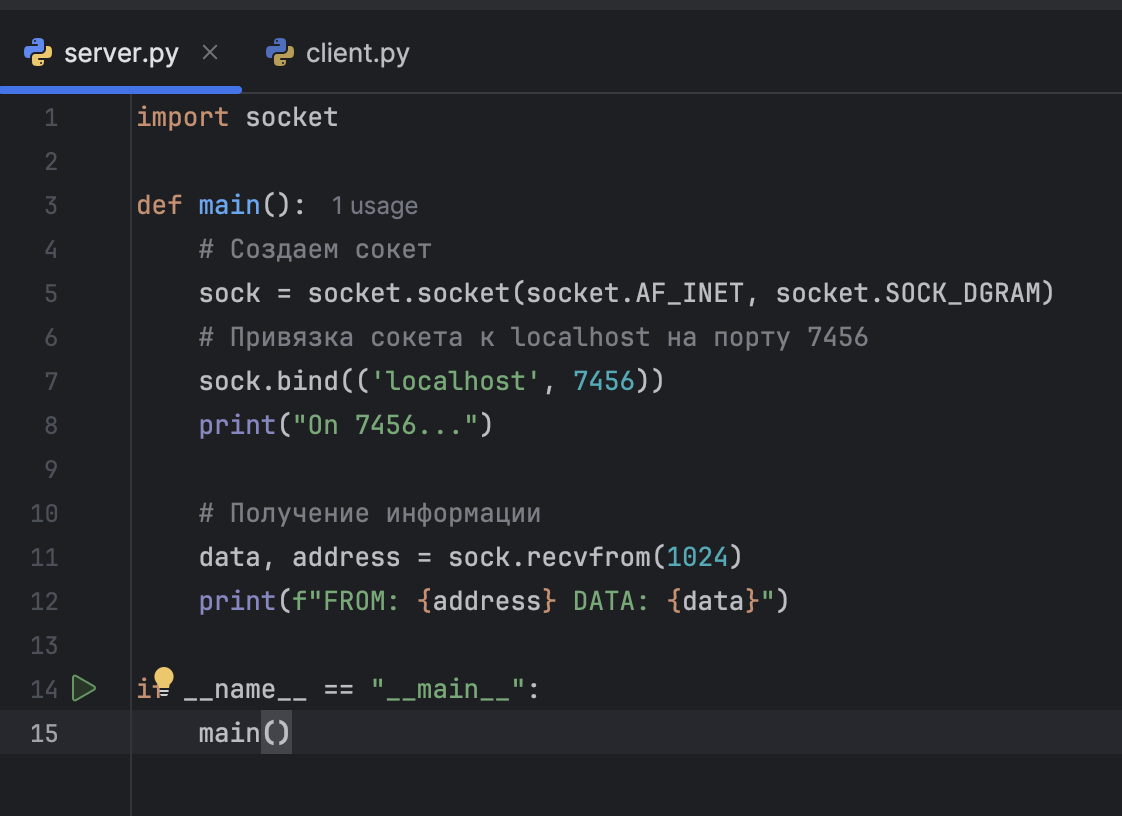 server.py client.py
1 import socket
2
3 def main(): 1 usage
4 # Создаем сокет
5 sock = socket.socket(socket.AF_INET, socket.SOCK_DGRAM)
6 # Привязка сокета к localhost на порту 7456
7 sock.bind(('localhost', 7456))
8 print("On 7456...")
9
10 # Получение информации
11 data, address = sock.recvfrom(1024)
12 print(f"FROM: {address} DATA: {data}")
13
14 if __name__ == "__main__":
15 main()